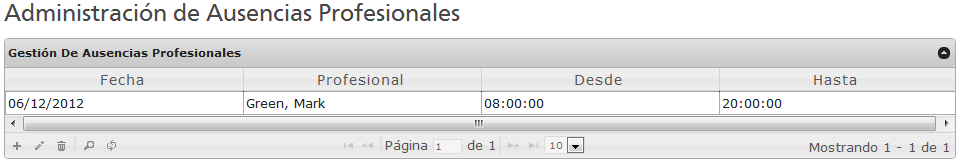 Administración de Ausencias Profesionales
Gestión De Ausencias Profesionales
Fecha Profesional Desde Hasta
06/12/2012 Green, Mark 08:00:00 20:00:00
Página 1 de 1 10 Mostrando 1 - 1 de 1